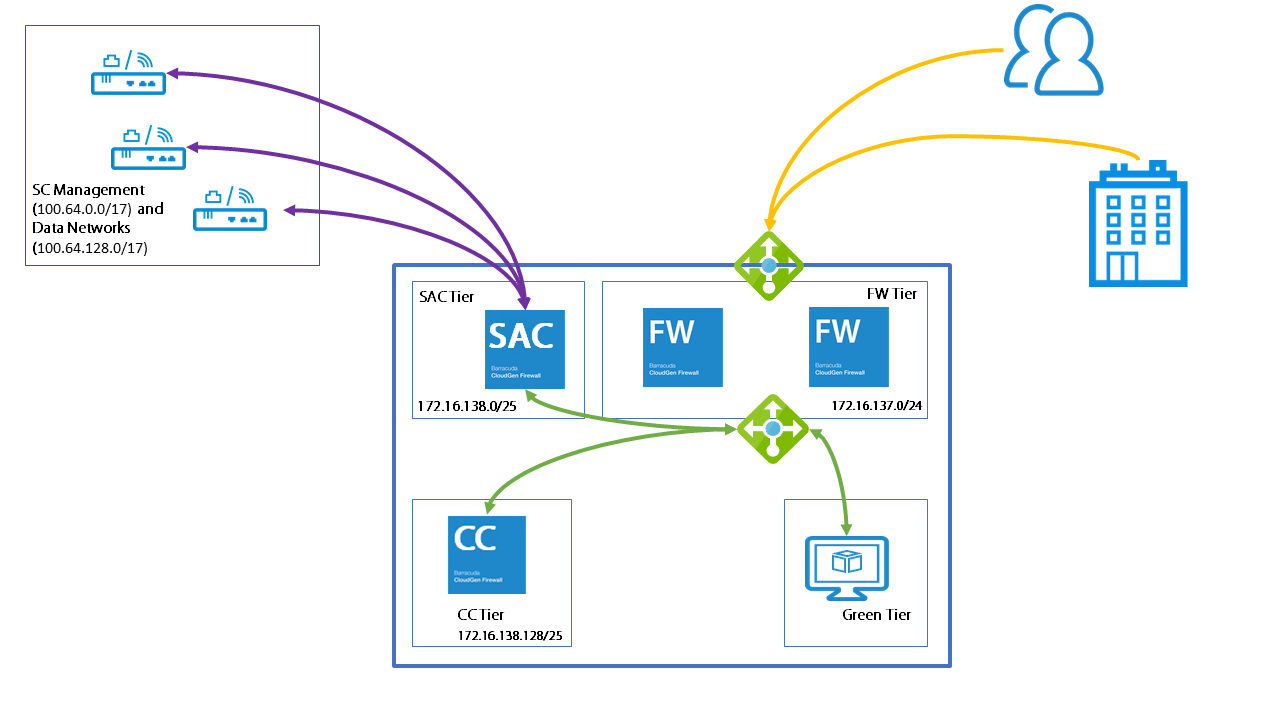 SC Management
(100.64.0.0/17) and
Data Networks
(100.64.128.0/17)
SAC Tier
SAC
Barracuda
CloudGen Firewall
172.16.138.0/25
FW Tier
FW
Barracuda
CloudGen Firewall
FW
Barracuda
CloudGen Firewall
172.16.137.0/24
CC
Barracuda
CloudGen Firewall
CC Tier
172.16.138.128/25
Green Tier